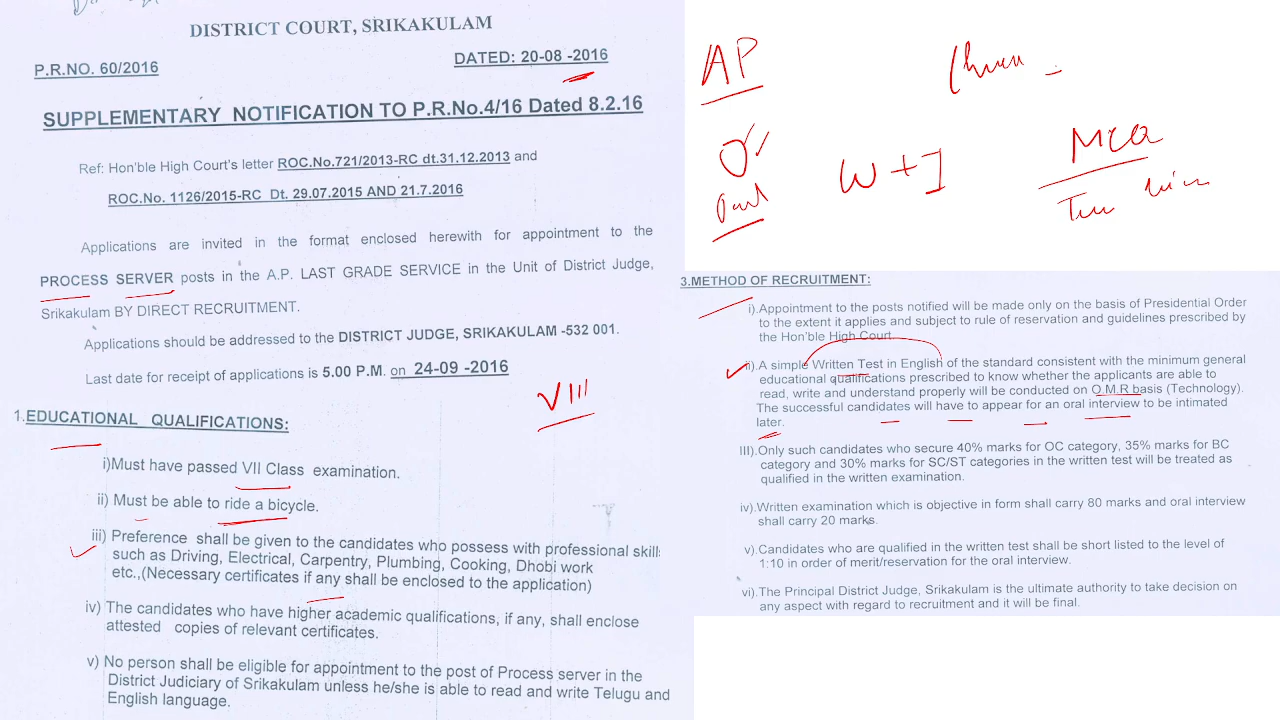 DISTRICT COURT, SRIKAKULAM
P.R.NO. 60/2016
DATED: 20-08 -2016
SUPPLEMENTARY NOTIFICATION TO P.R.No.4/16 Dated 8.2.16
Ref: Hon'ble High Court's letter ROC.No.721/2013-RC dt.31.12.2013 and
ROC.No. 1126/2015-RC Dt. 29.07.2015 AND 21.7.2016
Applications are invited in the format enclosed herewith for appointment to the
PROCESS SERVER posts in the A.P. LAST GRADE SERVICE in the Unit of District Judge,
Srikakulam BY DIRECT RECRUITMENT.
Applications should be addressed to the DISTRICT JUDGE, SRIKAKULAM -532 001.
Last date for receipt of applications is 5.00 P.M. on 24-09 -2016
VIII
1.EDUCATIONAL QUALIFICATIONS:
i)Must have passed VII Class examination.
ii) Must be able to ride a bicycle.
iii) Preference shall be given to the candidates who possess with professional skill
such as Driving, Electrical, Carpentry, Plumbing, Cooking, Dhobi work
etc.,(Necessary certificates if any shall be enclosed to the application)
iv) The candidates who have higher academic qualifications, if any, shall enclose
attested copies of relevant certificates.
v) No person shall be eligible for appointment to the post of Process server in the
District Judiciary of Srikakulam unless he/she is able to read and write Telugu and
English language.
AP
W + I
MCQ
3.METHOD OF RECRUITMENT:
i).Appointment to the posts notified will be made only on the basis of Presidential Order
to the extent it applies and subject to rule of reservation and guidelines prescribed by
the Hon'ble High Court.
ii).A simple Written Test in English of the standard consistent with the minimum general
educational qualifications prescribed to know whether the applicants are able to
read, write and understand properly will be conducted on O.M.R basis (Technology).
The successful candidates will have to appear for an oral interview to be intimated
later.
III).Only such candidates who secure 40% marks for OC category, 35% marks for BC
category and 30% marks for SC/ST categories in the written test will be treated as
qualified in the written examination.
iv).Written examination which is objective in form shall carry 80 marks and oral interview
shall carry 20 marks.
v).Candidates who are qualified in the written test shall be short listed to the level of
1:10 in order of merit/reservation for the oral interview.
vi).The Principal District Judge, Srikakulam is the ultimate authority to take decision on
any aspect with regard to recruitment and it will be final.